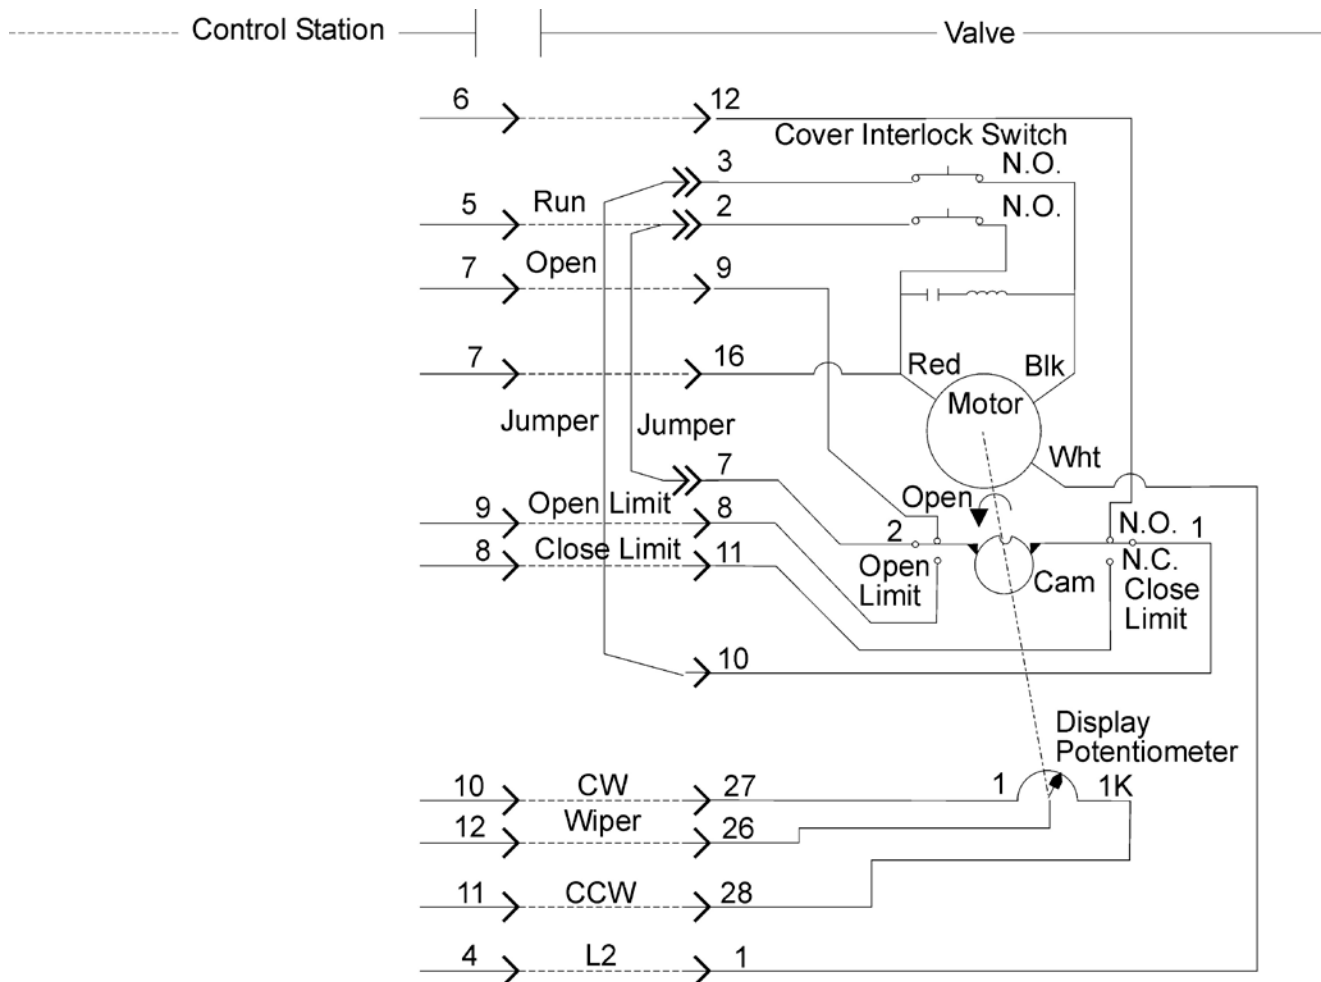 Control Station
Valve
6
12
Cover Interlock Switch
3
N.O.
5
Run
2
N.O.
7
Open
9
7
16
Red
Blk
Motor
Jumper
Jumper
Wht
7
Open
9
Open Limit
8
2
N.O.
1
8
Close Limit
11
Open
Limit
Cam
N.C.
Close
Limit
10
Display
Potentiometer
10
CW
27
1
1K
12
Wiper
26
11
CCW
28
4
L2
1